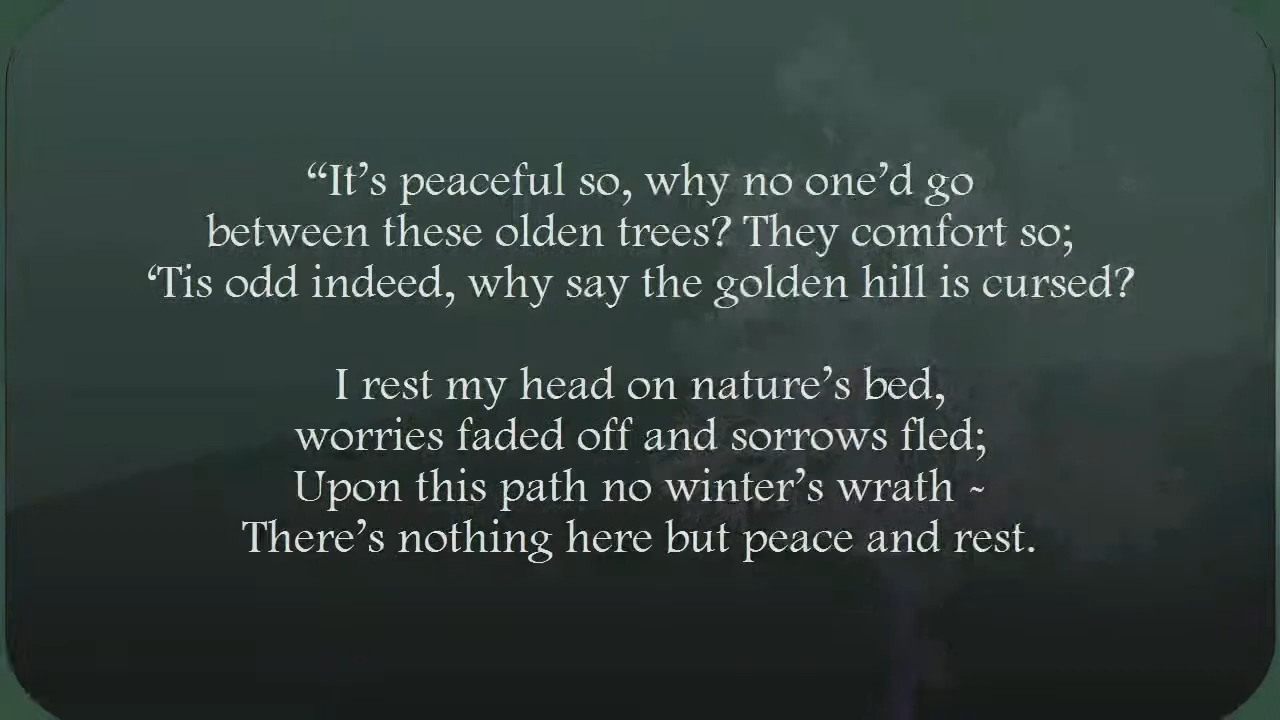 “It’s peaceful so, why no one’d go
between these olden trees? They comfort so;
‘Tis odd indeed, why say the golden hill is cursed?
I rest my head on nature’s bed,
worries faded off and sorrows fled;
Upon this path no winter’s wrath ~
There’s nothing here but peace and rest.